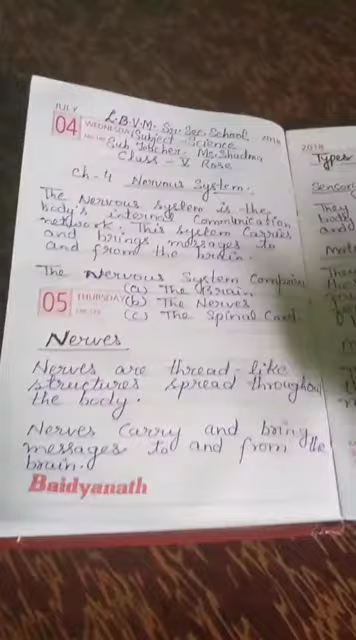 JULY
04 WEDNESDAY
L.B.V.M. Sr. Sec. School 2018
Subject - Science
Sub Teacher - Ms. Sharma
Class - V Rose
Ch-4 Nervous System.
The Nervous system is the
body's internal Communication
network. This system Carries
and brings messages to
and from the brain.
The Nervous System Comprises
(a) The Brain
05 THURSDAY (b) The Nerves
(c) The Spinal Cord
Nerves
Nerves are thread-like
structures spread throughout
the body.
Nerves Carry and bring
messages to and from the
brain.
Baidyanath
2018
Types
Sensory
They
body
and